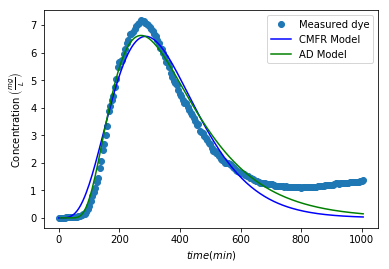 Measured dye
CMFR Model
AD Model
Concentration (mg/L)
7
6
5
4
3
2
1
0
0 200 400 600 800 1000
time(min)